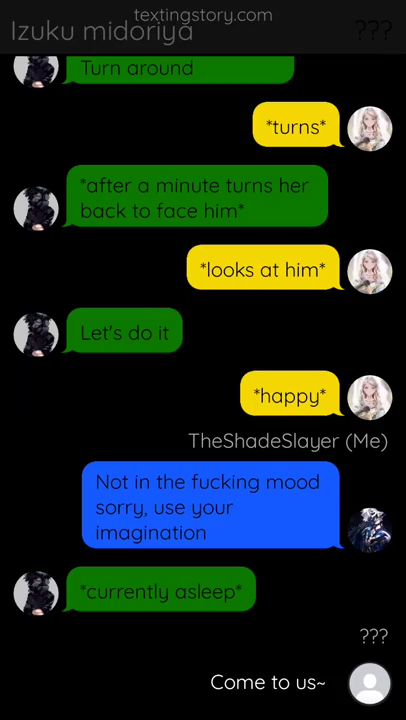 textingstory.com
Izuku midoriya
???
Turn around
*turns*
*after a minute turns her
back to face him*
*looks at him*
Let's do it
*happy*
TheShadeSlayer (Me)
Not in the fucking mood
sorry, use your
imagination
*currently asleep*
???
Come to us~